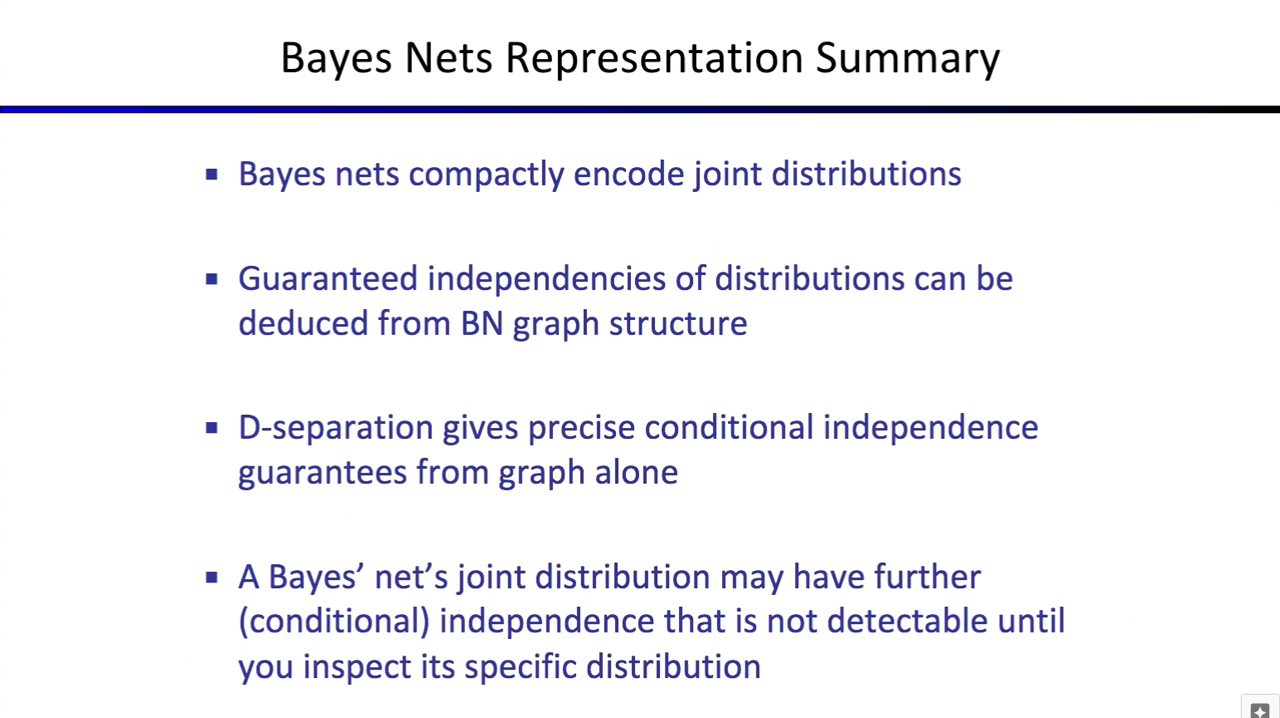 Bayes Nets Representation Summary
▪ Bayes nets compactly encode joint distributions
▪ Guaranteed independencies of distributions can be
deduced from BN graph structure
▪ D-separation gives precise conditional independence
guarantees from graph alone
▪ A Bayes’ net’s joint distribution may have further
(conditional) independence that is not detectable until
you inspect its specific distribution